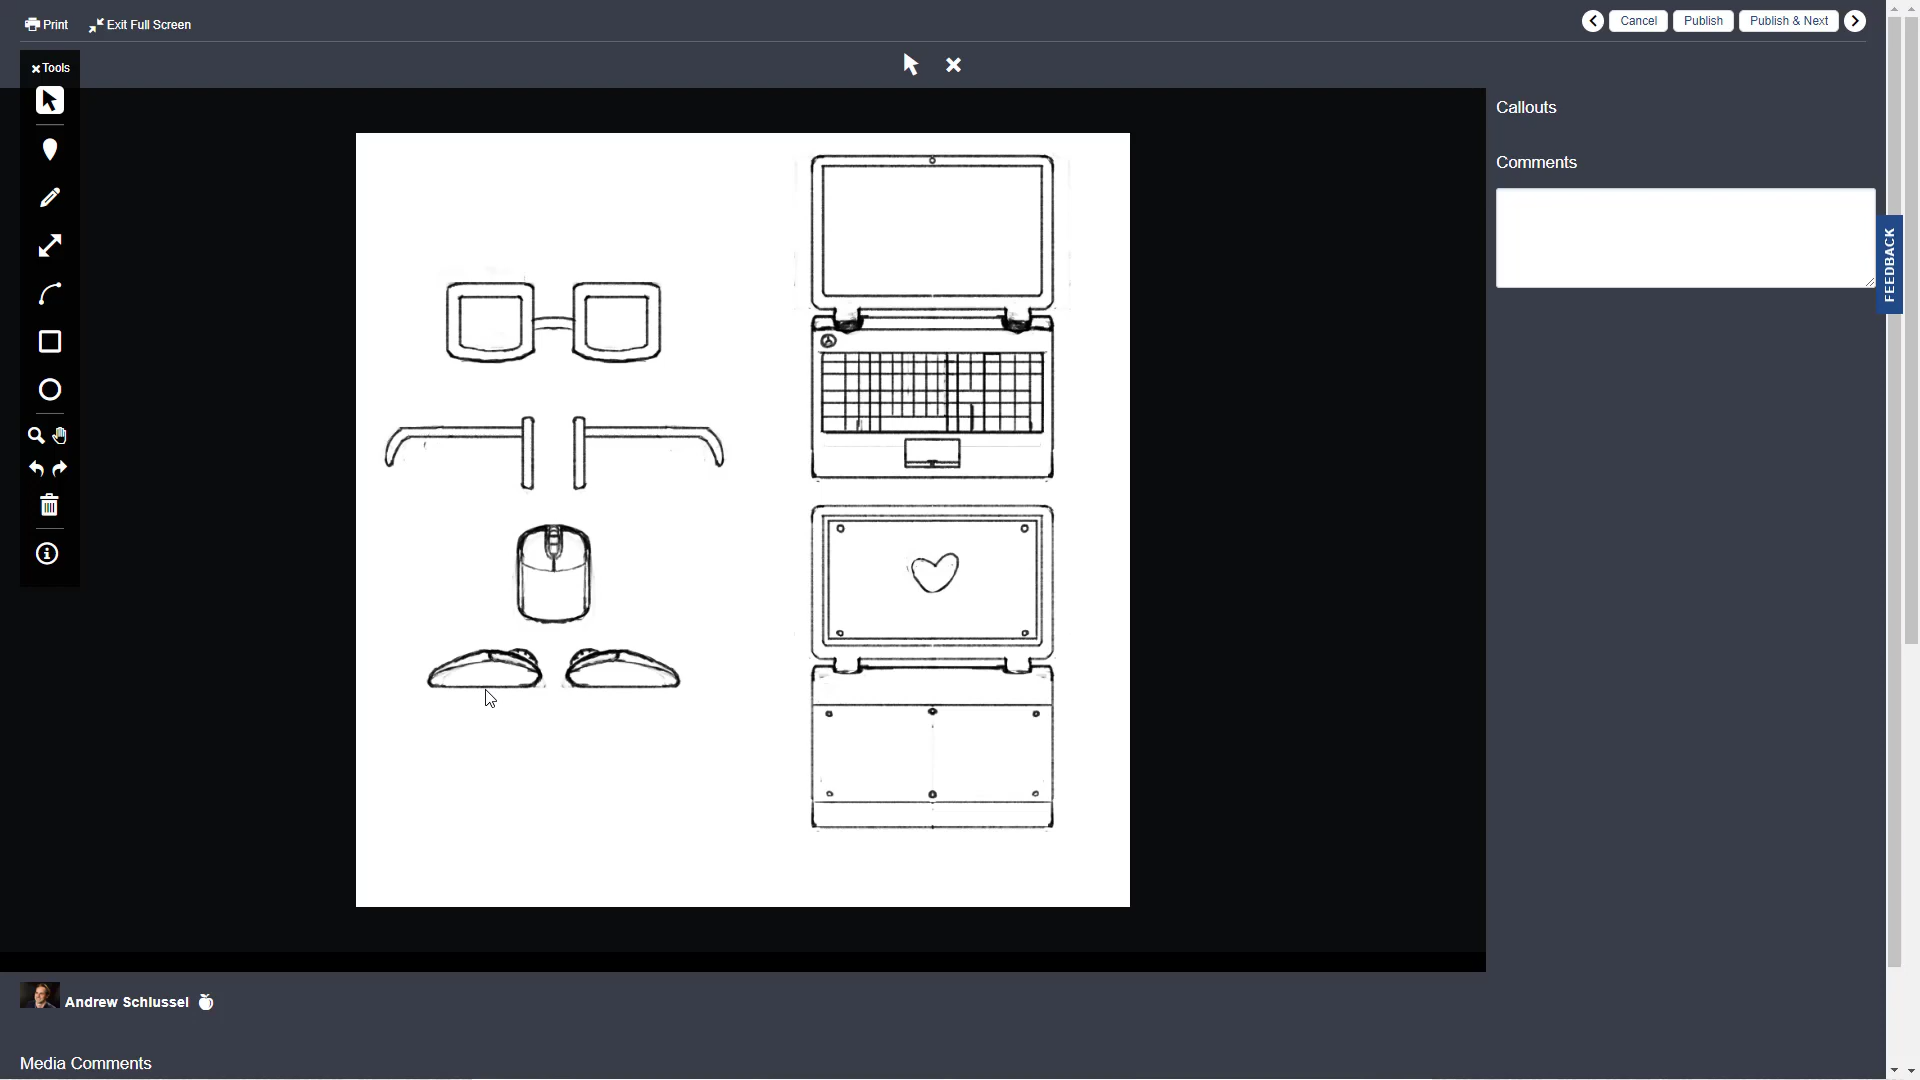 Print
Exit Full Screen
Cancel
Publish
Publish & Next
Tools
Callouts
Comments
FEEDBACK
Andrew Schlussel
Media Comments